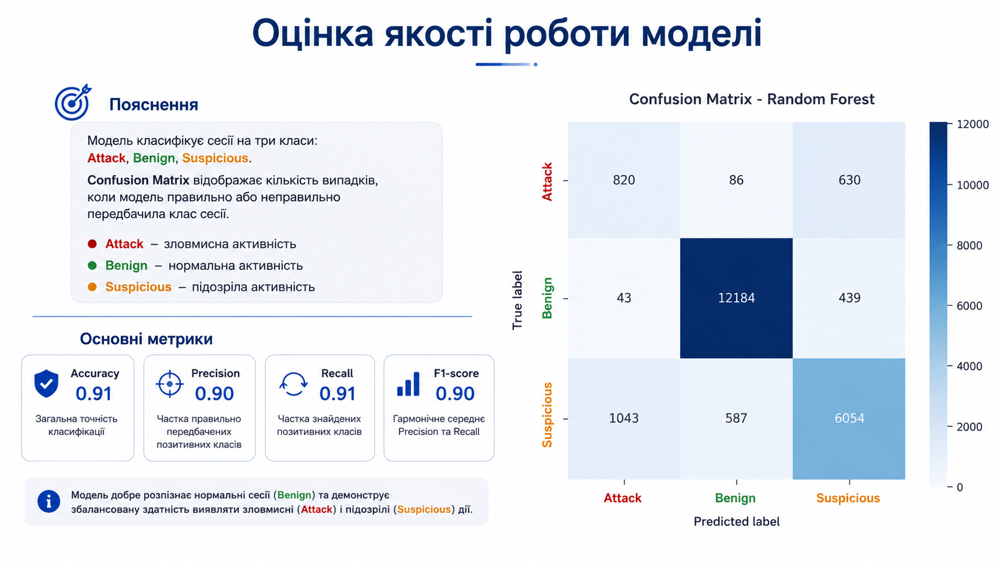 Оцінка якості роботи моделі
Пояснення
Модель класифікує сесії на три класи:
Attack, Benign, Suspicious.
Confusion Matrix відображає кількість випадків,
коли модель правильно або неправильно
передбачила клас сесії.
Attack – зловмисна активність
Benign – нормальна активність
Suspicious – підозріла активність
Основні метрики
Accuracy
0.91
Загальна точність
класифікації
Precision
0.90
Частка правильно
передбачених
позитивних класів
Recall
0.91
Частка знайдених
позитивних класів
F1-score
0.90
Гармонічне середнє
Precision та Recall
Модель добре розпізнає нормальні сесії (Benign) та демонструє
збалансовану здатність виявляти зловмисні (Attack) і підозрілі (Suspicious) дії.
Confusion Matrix - Random Forest
True label
Attack
820 86 630
Benign
43 12184 439
Suspicious
1043 587 6054
Attack Benign Suspicious
Predicted label
12000
10000
8000
6000
4000
2000
0